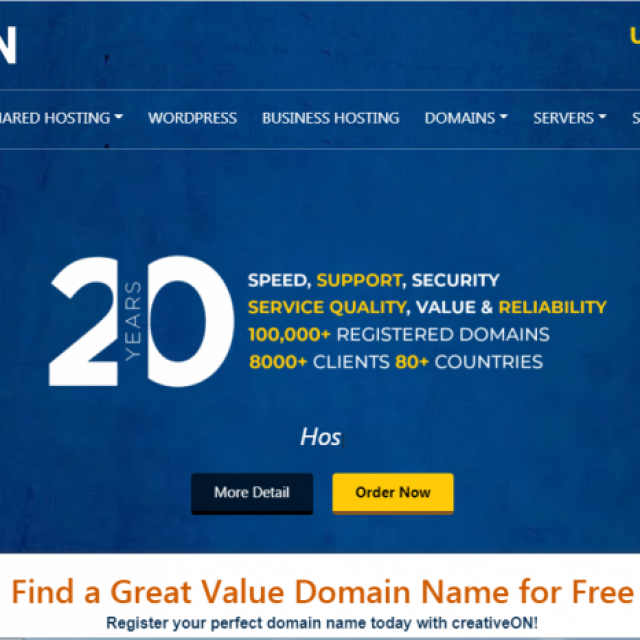 N
U
HARED HOSTING WORDPRESS BUSINESS HOSTING DOMAINS SERVERS S
20 YEARS
SPEED, SUPPORT, SECURITY
SERVICE QUALITY, VALUE & RELIABILITY
100,000+ REGISTERED DOMAINS
8000+ CLIENTS 80+ COUNTRIES
Hos
More Detail Order Now
Find a Great Value Domain Name for Free
Register your perfect domain name today with creativeON!